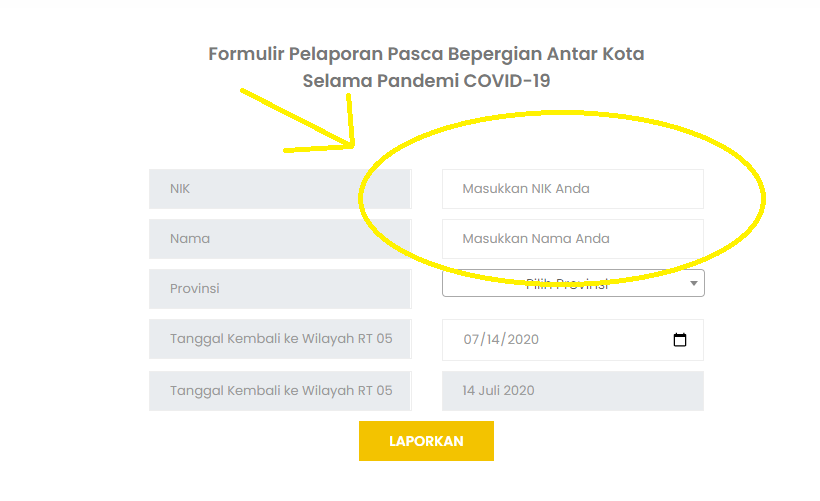 Formulir Pelaporan Pasca Bepergian Antar Kota
Selama Pandemi COVID-19
NIK Masukkan NIK Anda
Nama Masukkan Nama Anda
Provinsi Pilih Provinsi
Tanggal Kembali ke Wilayah RT 05 07/14/2020
Tanggal Kembali ke Wilayah RT 05 14 Juli 2020
LAPORKAN